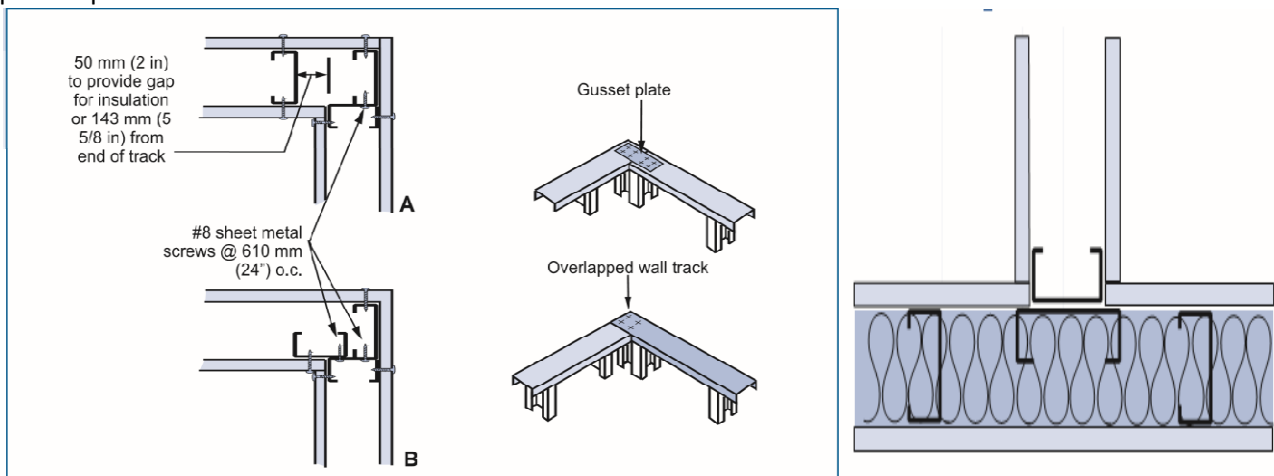 50 mm (2 in)
to provide gap
for insulation
or 143 mm (5
5/8 in) from
end of track
A
#8 sheet metal
screws @ 610 mm
(24") o.c.
B
Gusset plate
Overlapped wall track